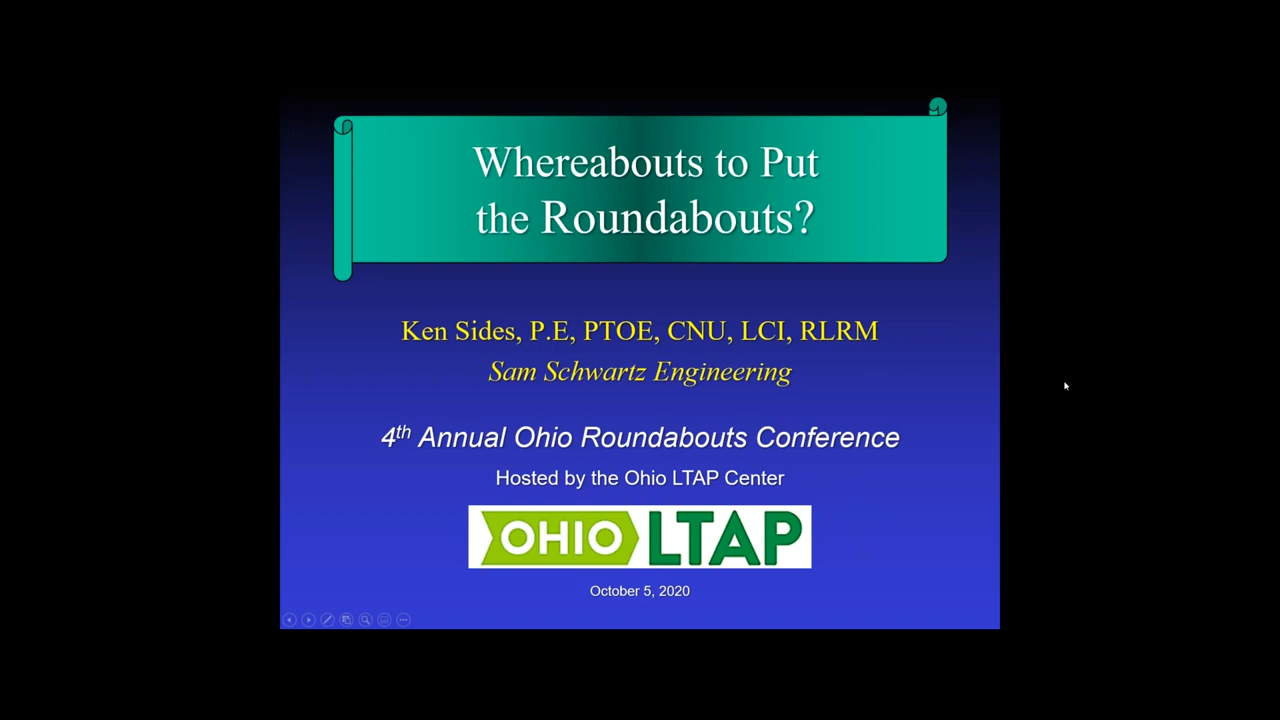 Whereabouts to Put
the Roundabouts?
Ken Sides, P.E, PTOE, CNU, LCI, RLRM
Sam Schwartz Engineering
4th Annual Ohio Roundabouts Conference
Hosted by the Ohio LTAP Center
OHIO LTAP
October 5, 2020